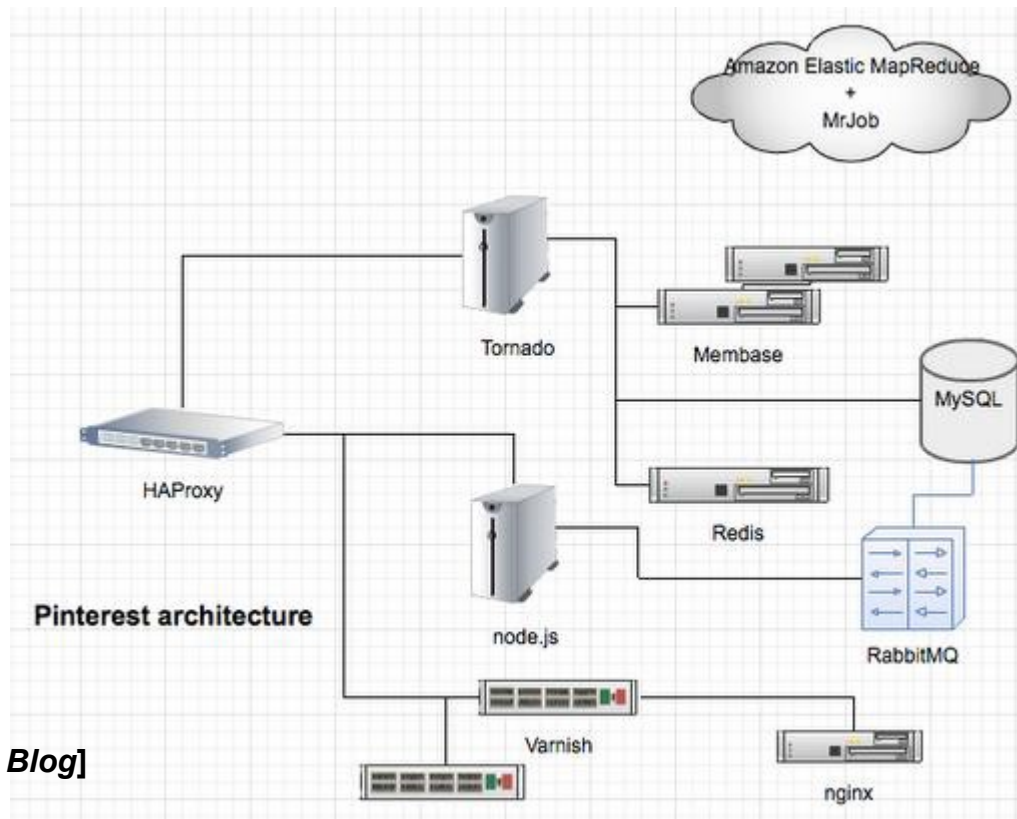 Amazon Elastic MapReduce
+
MrJob
Tornado
Membase
MySQL
HAProxy
Redis
Pinterest architecture
node.js
RabbitMQ
Varnish
Blog]
nginx